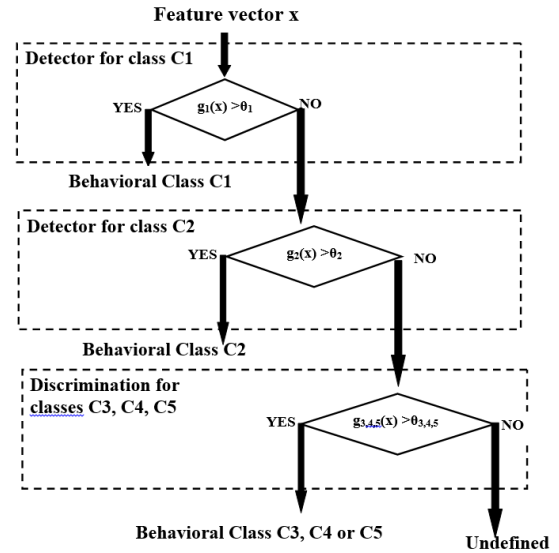 Feature vector x
Detector for class C1
YES
g1(x) >θ1
NO
Behavioral Class C1
Detector for class C2
YES
g2(x) >θ2
NO
Behavioral Class C2
Discrimination for
classes C3, C4, C5
YES
g3,4,5(x) >θ3,4,5
NO
Behavioral Class C3, C4 or C5
Undefined